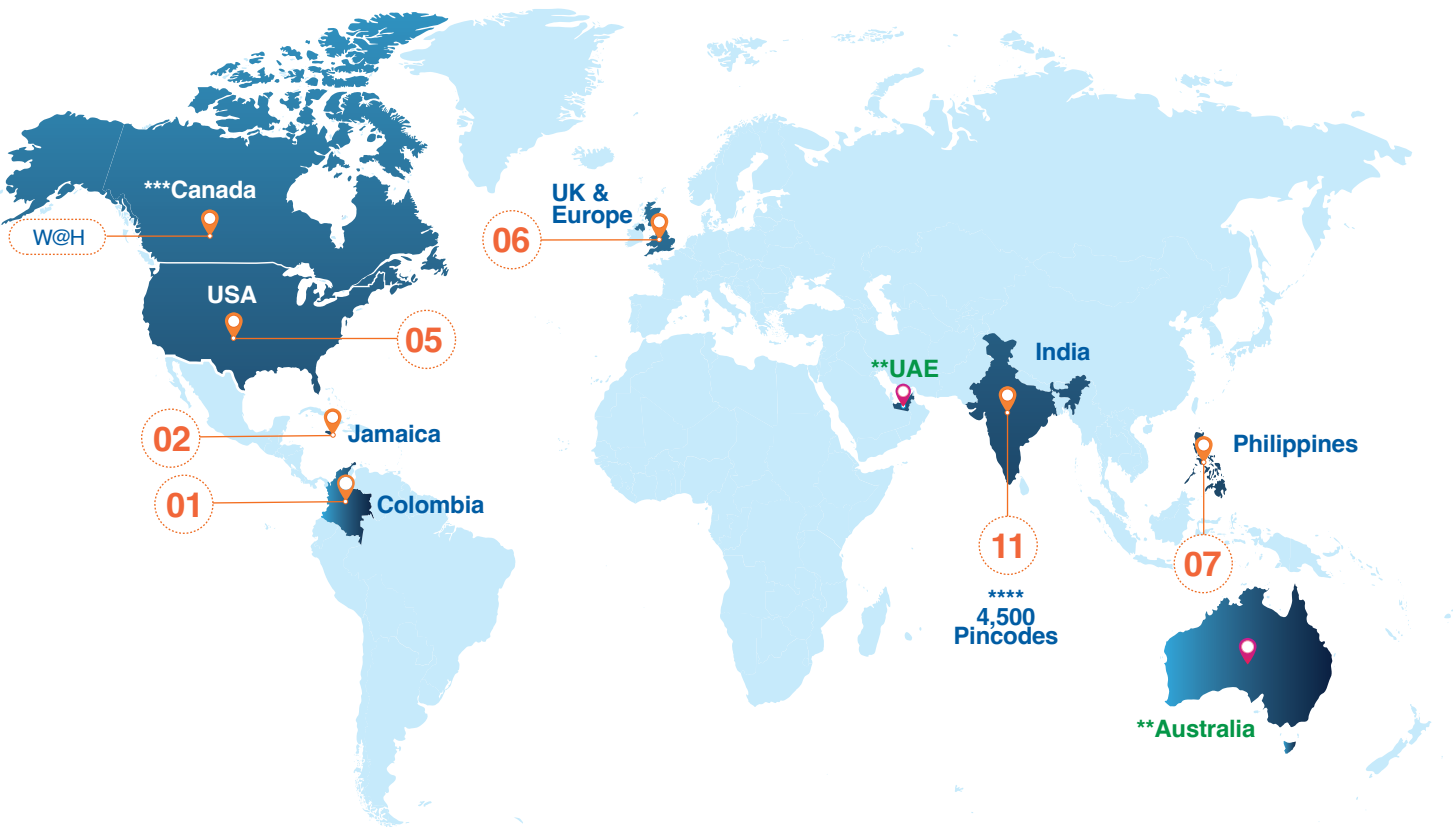 ***Canada
W@H
USA
05
02
Jamaica
01
Colombia
UK &
Europe
06
**UAE
India
11
****
4,500
Pincodes
Philippines
07
**Australia